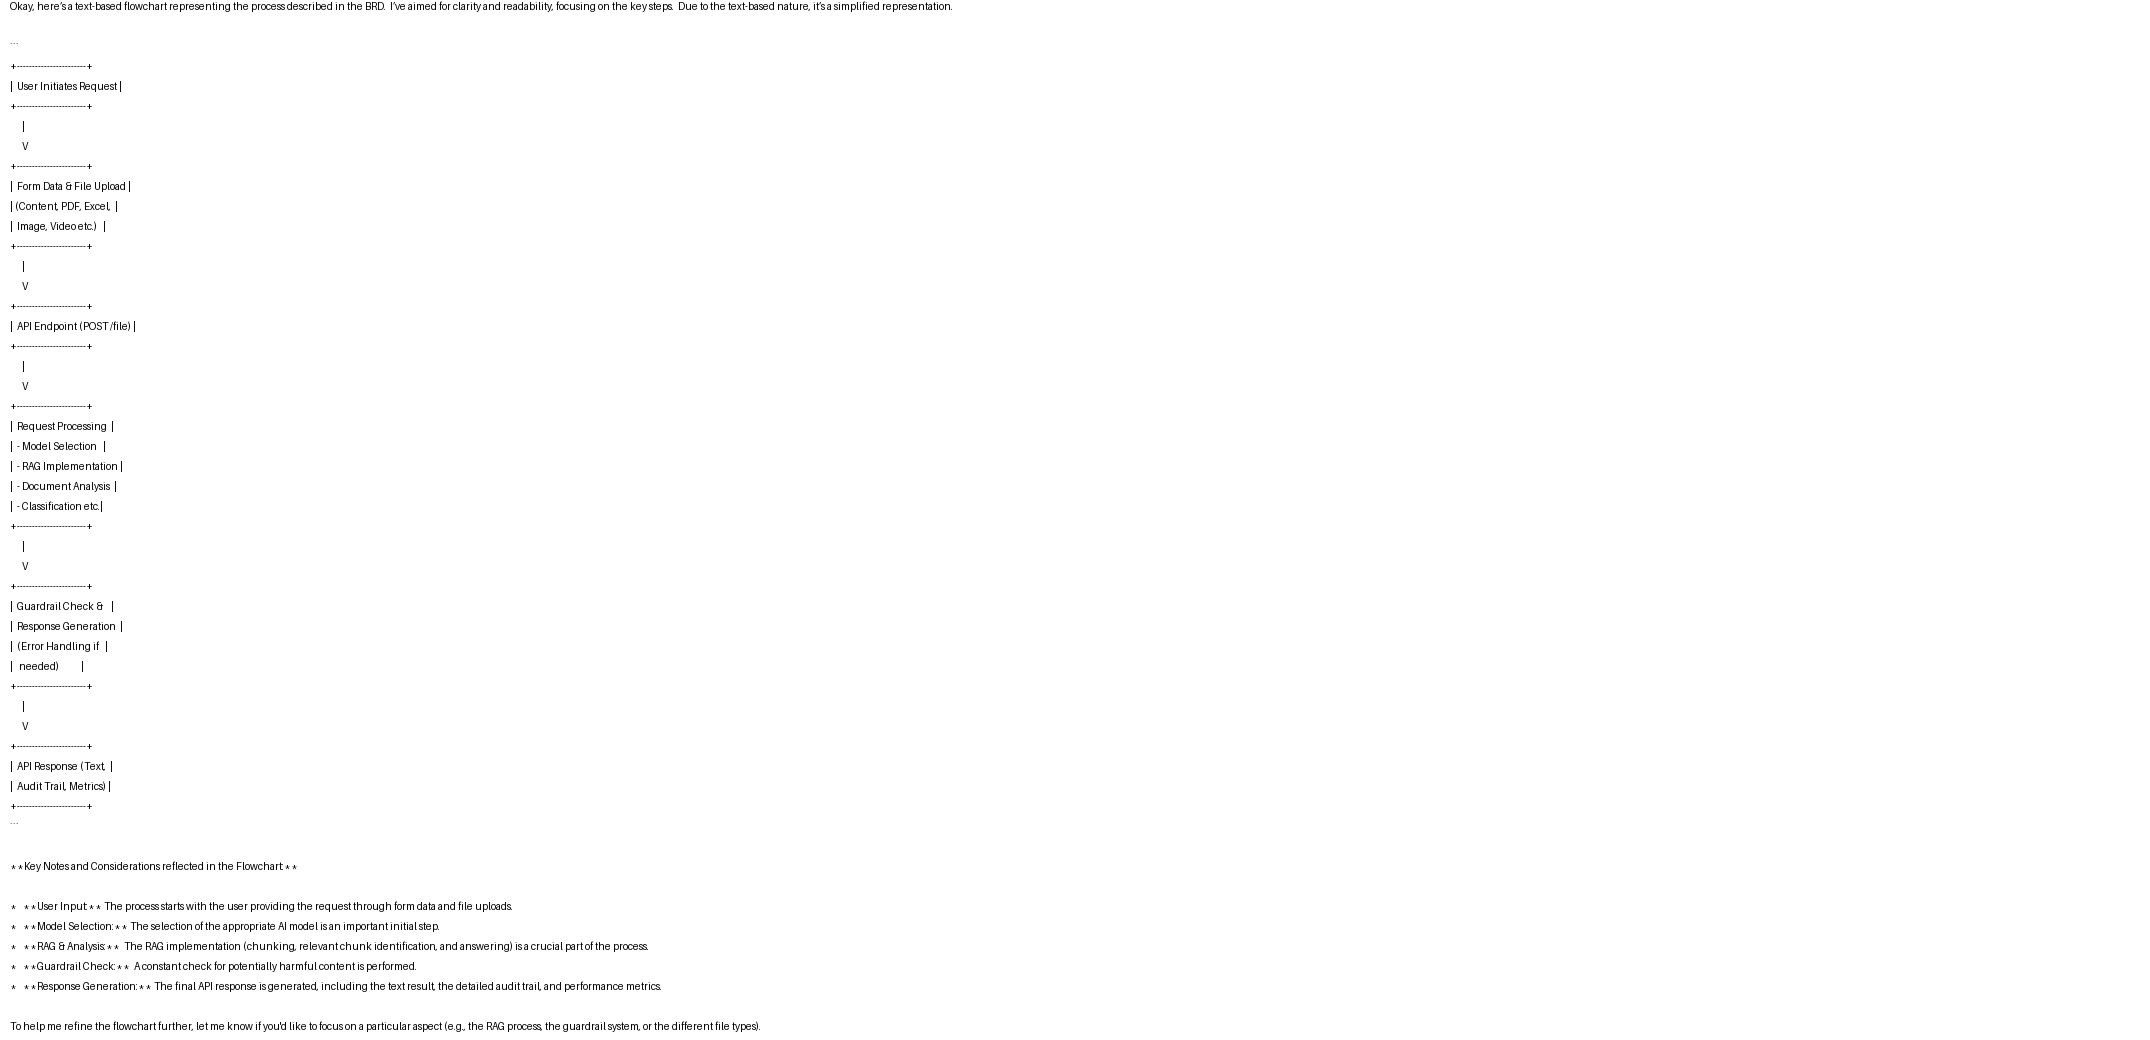 Okay, here's a text-based flowchart representing the process described in the BRD.  I've aimed for clarity and readability, focusing on the key steps.  Due to the text-based nature, it's a simplified representation.
```
+-----------------------+
|  User Initiates Request |
+-----------------------+
|
V
+-----------------------+
|  Form Data & File Upload |
| (Content, PDF, Excel,  |
|  Image, Video etc.)   |
+-----------------------+
|
V
+-----------------------+
|  API Endpoint (POST /file) |
+-----------------------+
|
V
+-----------------------+
|  Request Processing  |
|  - Model Selection   |
|  - RAG Implementation |
|  - Document Analysis  |
|  - Classification etc.|
+-----------------------+
|
V
+-----------------------+
|  Guardrail Check &   |
|  Response Generation  |
|  (Error Handling if  |
|   needed)          |
+-----------------------+
|
V
+-----------------------+
|  API Response (Text,  |
|  Audit Trail, Metrics) |
+-----------------------+
```
**Key Notes and Considerations reflected in the Flowchart:**
*   **User Input:** The process starts with the user providing the request through form data and file uploads.
*   **Model Selection:** The selection of the appropriate AI model is an important initial step.
*   **RAG & Analysis:**  The RAG implementation (chunking, relevant chunk identification, and answering) is a crucial part of the process.
*   **Guardrail Check:**  A constant check for potentially harmful content is performed.
*   **Response Generation:** The final API response is generated, including the text result, the detailed audit trail, and performance metrics.
To help me refine the flowchart further, let me know if you'd like to focus on a particular aspect (e.g., the RAG process, the guardrail system, or the different file types).